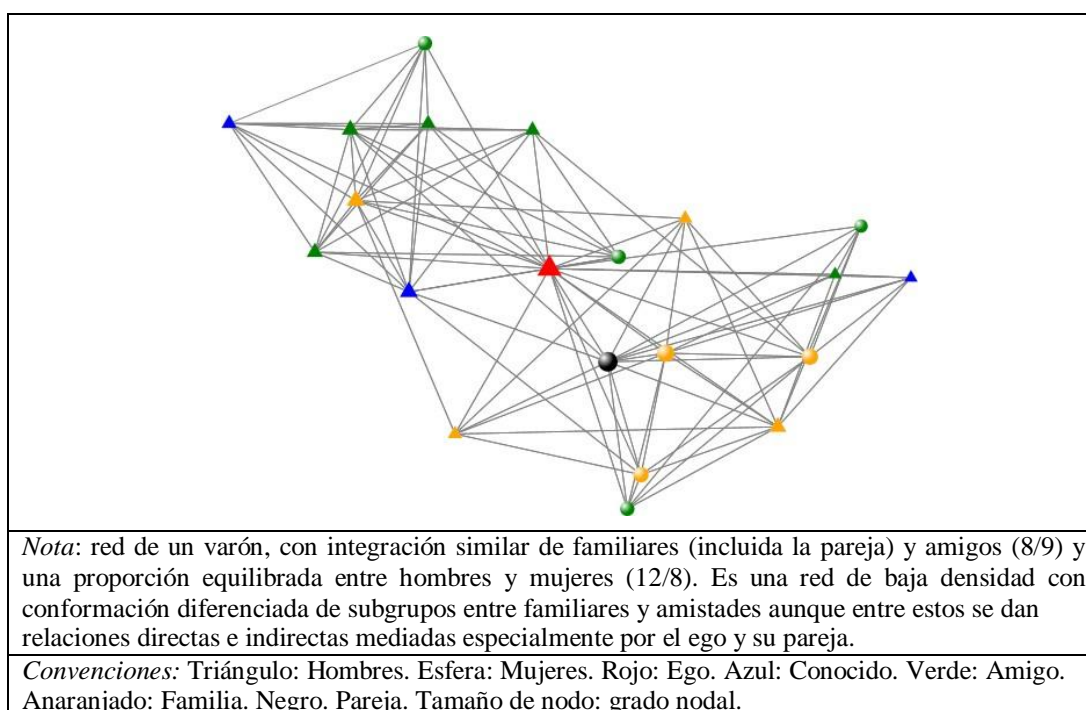 Nota: red de un varón, con integración similar de familiares (incluida la pareja) y amigos (8/9) y
una proporción equilibrada entre hombres y mujeres (12/8). Es una red de baja densidad con
conformación diferenciada de subgrupos entre familiares y amistades aunque entre estos se dan
relaciones directas e indirectas mediadas especialmente por el ego y su pareja.
Convenciones: Triángulo: Hombres. Esfera: Mujeres. Rojo: Ego. Azul: Conocido. Verde: Amigo.
Anaranjado: Familia. Negro. Pareja. Tamaño de nodo: grado nodal.